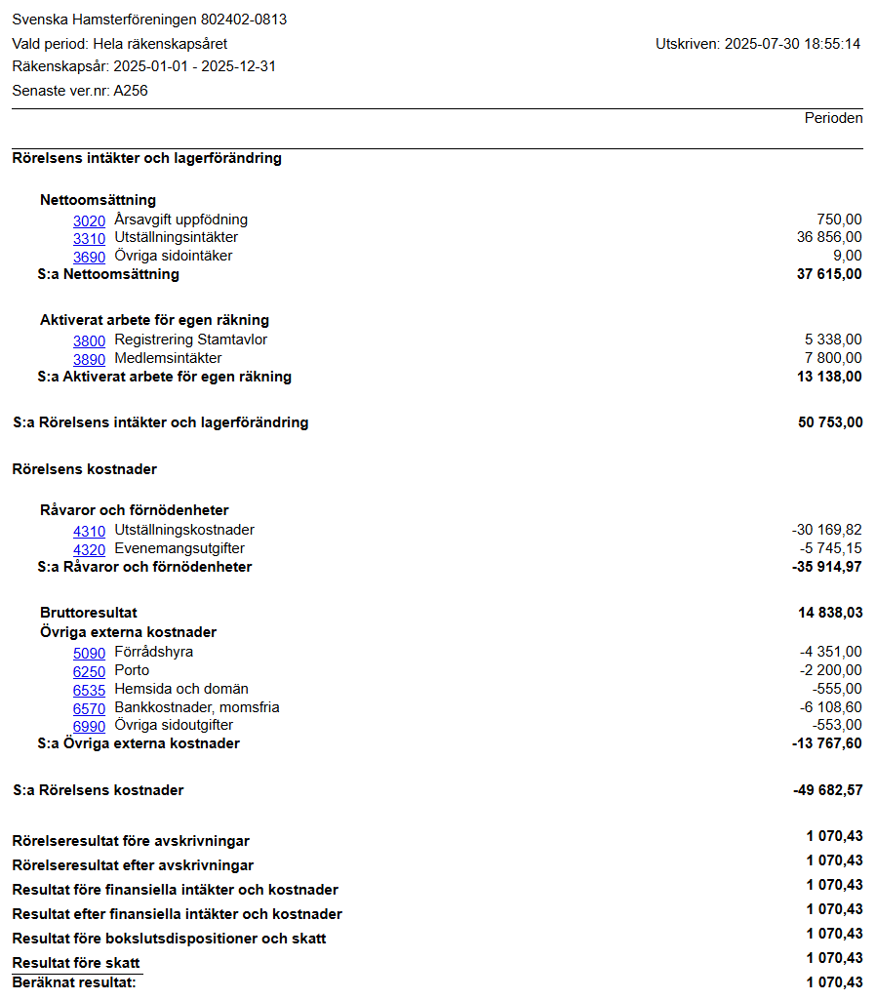 Svenska Hamsterföreningen 802402-0813
Vald period: Hela räkenskapsåret Utskriven: 2025-07-30 18:55:14
Räkenskapsår: 2025-01-01 - 2025-12-31
Senaste ver.nr: A256
Perioden
Rörelsens intäkter och lagerförändring
Nettoomsättning
3020 Årsavgift uppfödning 750,00
3310 Utställningsintäkter 36 856,00
3690 Övriga sidointäker 9,00
S:a Nettoomsättning 37 615,00
Aktiverat arbete för egen räkning
3800 Registrering Stamtavlor 5 338,00
3890 Medlemsintäkter 7 800,00
S:a Aktiverat arbete för egen räkning 13 138,00
S:a Rörelsens intäkter och lagerförändring 50 753,00
Rörelsens kostnader
Råvaror och förnödenheter
4310 Utställningskostnader -30 169,82
4320 Evenemangsutgifter -5 745,15
S:a Råvaror och förnödenheter -35 914,97
Bruttoresultat 14 838,03
Övriga externa kostnader
5090 Förrådshyra -4 351,00
6250 Porto -2 200,00
6535 Hemsida och domän -555,00
6570 Bankkostnader, momsfria -6 108,60
6990 Övriga sidoutgifter -553,00
S:a Övriga externa kostnader -13 767,60
S:a Rörelsens kostnader -49 682,57
Rörelseresultat före avskrivningar 1 070,43
Rörelseresultat efter avskrivningar 1 070,43
Resultat före finansiella intäkter och kostnader 1 070,43
Resultat efter finansiella intäkter och kostnader 1 070,43
Resultat före bokslutsdispositioner och skatt 1 070,43
Resultat före skatt 1 070,43
Beräknat resultat: 1 070,43